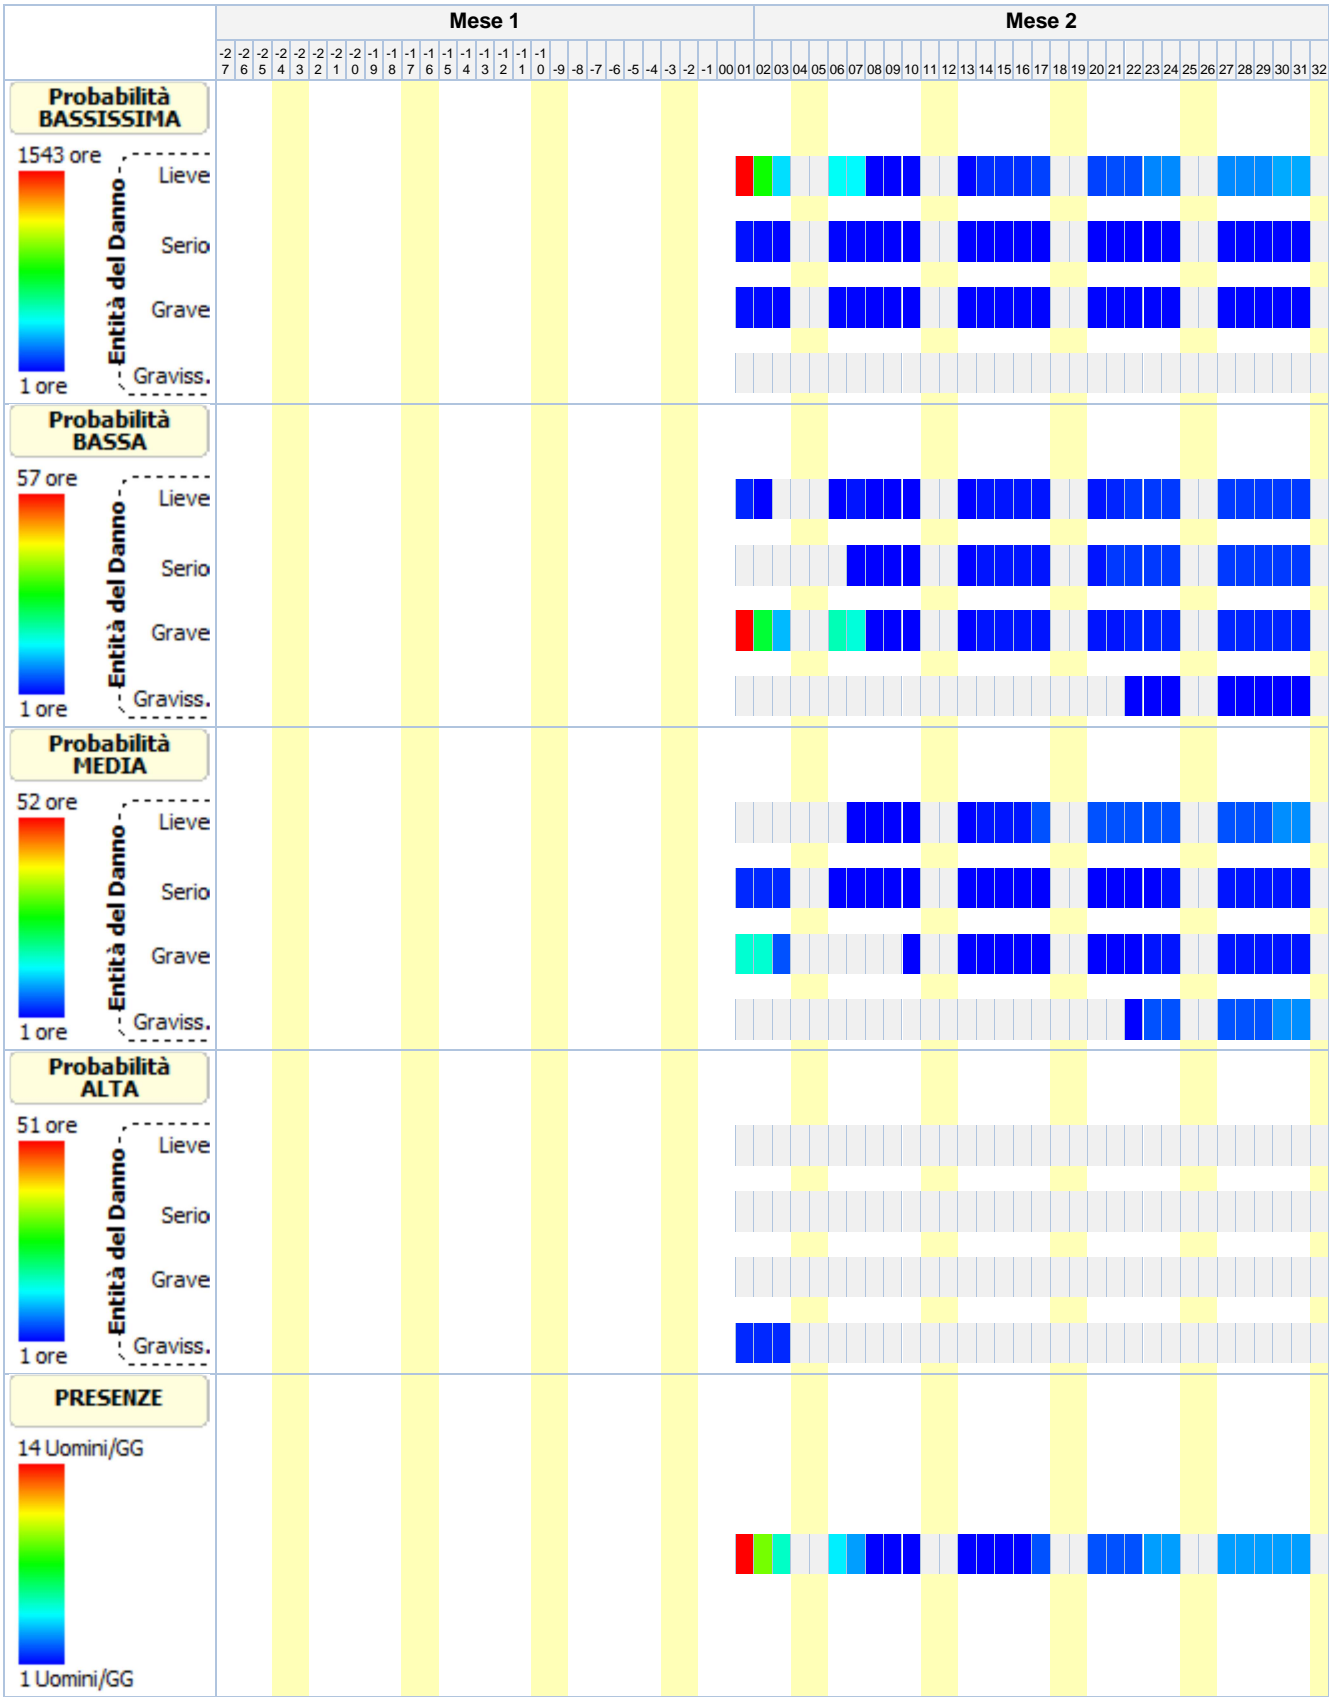 Mese 1 Mese 2
-27 -26 -25 -24 -23 -22 -21 -20 -19 -18 -17 -16 -15 -14 -13 -12 -11 -10 -9 -8 -7 -6 -5 -4 -3 -2 -1 00 01 02 03 04 05 06 07 08 09 10 11 12 13 14 15 16 17 18 19 20 21 22 23 24 25 26 27 28 29 30 31 32
Probabilità
BASSISSIMA
1543 ore
Entità del Danno
Lieve
Serio
Grave
Graviss.
1 ore
Probabilità
BASSA
57 ore
Entità del Danno
Lieve
Serio
Grave
Graviss.
1 ore
Probabilità
MEDIA
52 ore
Entità del Danno
Lieve
Serio
Grave
Graviss.
1 ore
Probabilità
ALTA
51 ore
Entità del Danno
Lieve
Serio
Grave
Graviss.
1 ore
PRESENZE
14 Uomini/GG
1 Uomini/GG